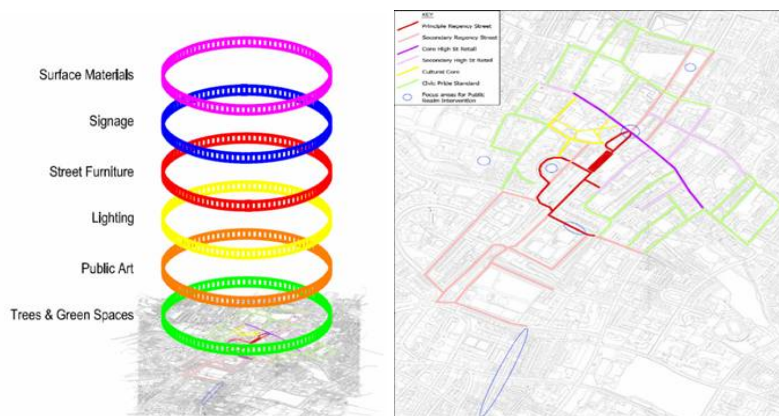 Surface Materials
Signage
Street Furniture
Lighting
Public Art
Trees & Green Spaces
KEY
Principle Regency Street
Secondary Regency Street
Core High St Retail
Secondary High St Retail
Cultural Core
Civic Pride Standard
Focus areas for Public
Realm Intervention